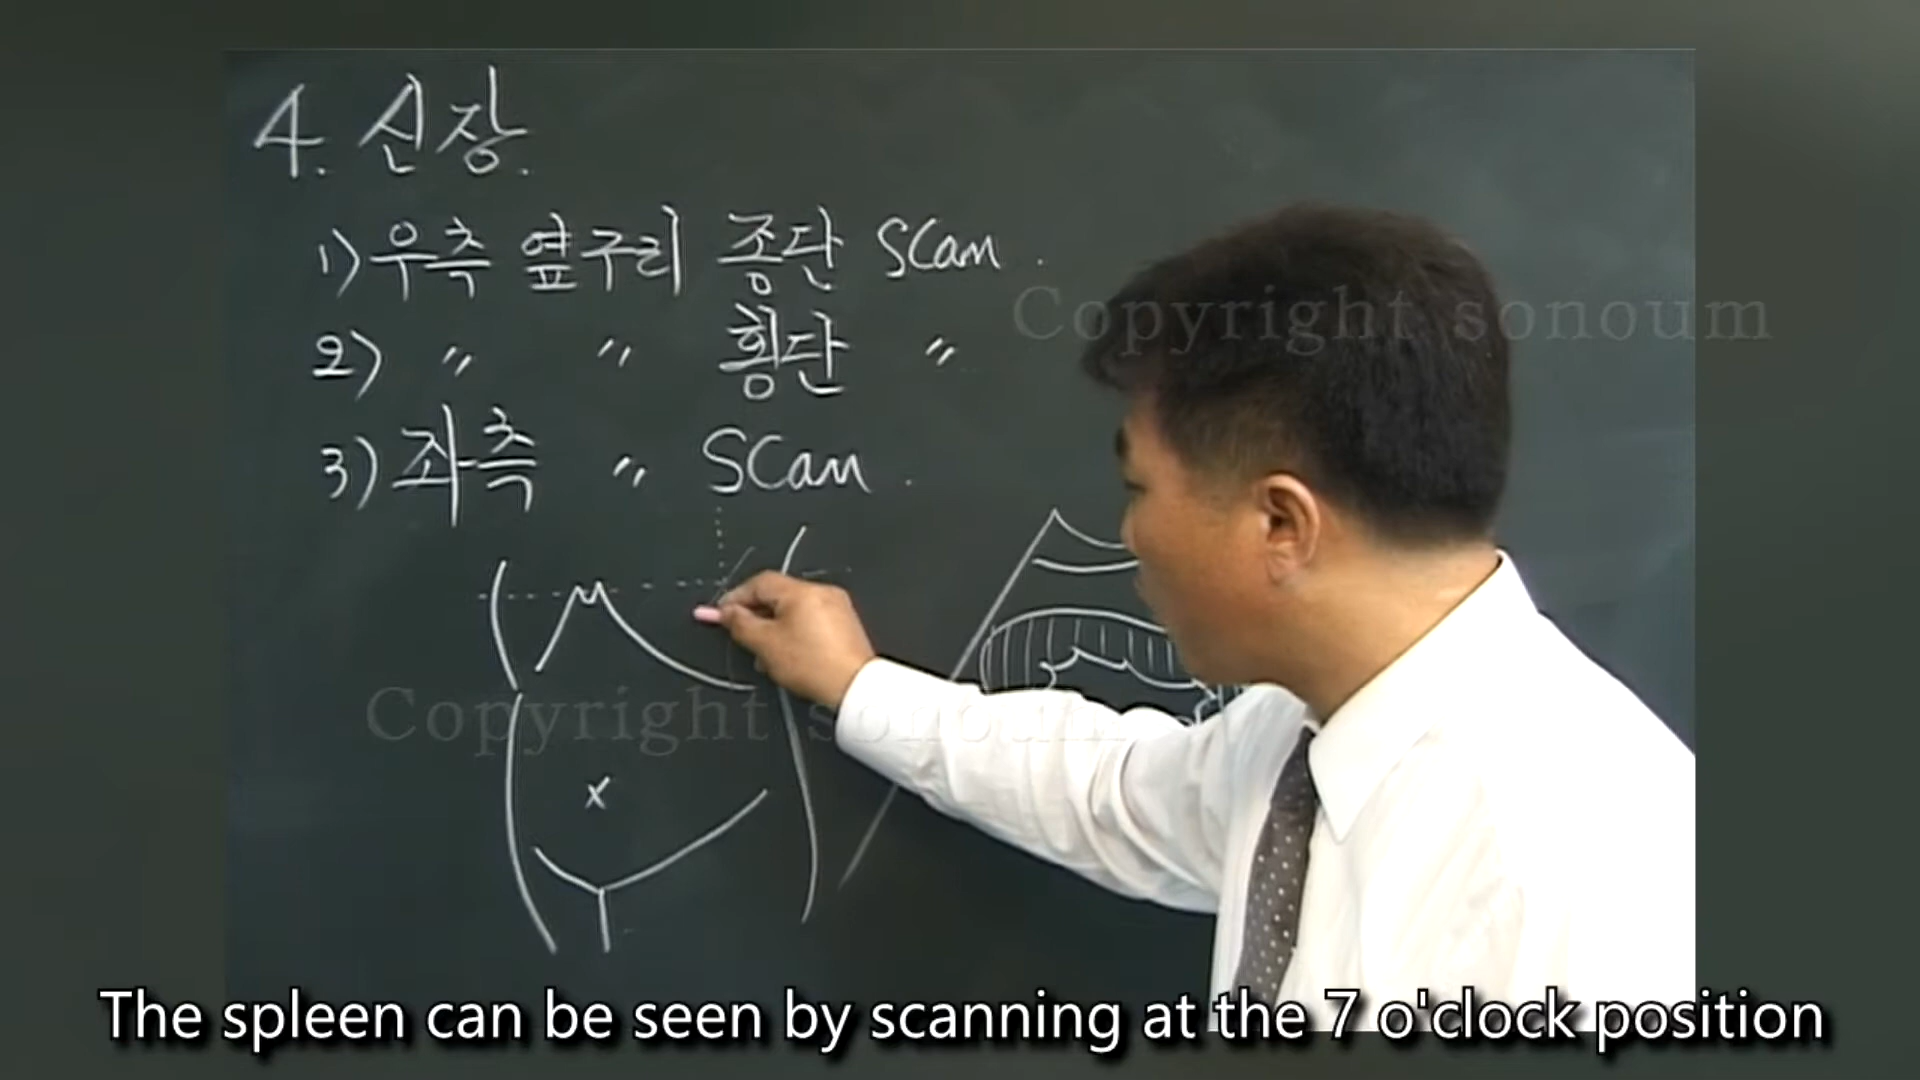 4. 신장.
1) 우측 옆구리 종단 Scan.
2) 〃 〃 횡단 〃
3) 좌측 〃 Scan.
x
Copyright sonoum
Copyright sonoum
The spleen can be seen by scanning at the 7 o'clock position